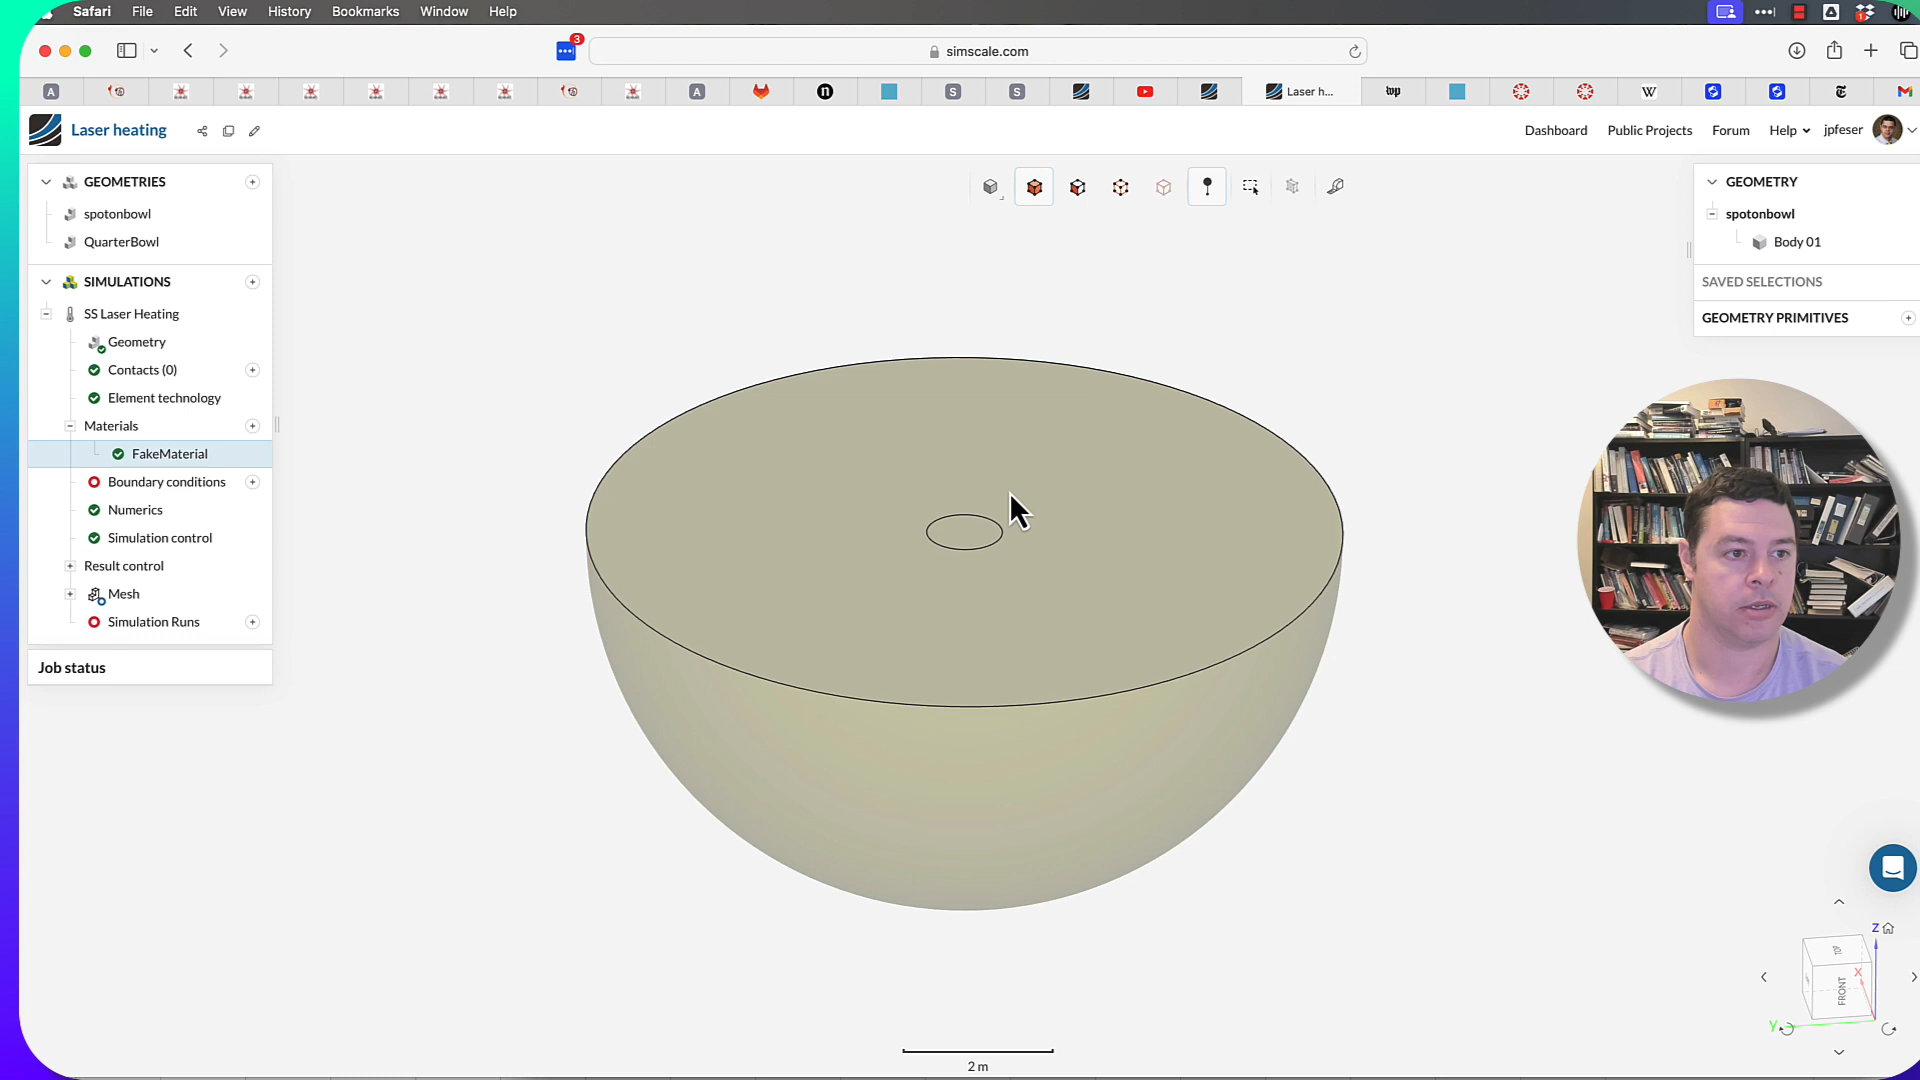 Safari File Edit View History Bookmarks Window Help
3
simscale.com
A A n S S Laser h... wp W
Laser heating
Dashboard Public Projects Forum Help jpfeser
GEOMETRIES
spotonbowl
QuarterBowl
SIMULATIONS
SS Laser Heating
Geometry
Contacts (0)
Element technology
Materials
FakeMaterial
Boundary conditions
Numerics
Simulation control
Result control
Mesh
Simulation Runs
Job status
GEOMETRY
spotonbowl
Body 01
SAVED SELECTIONS
GEOMETRY PRIMITIVES
Z
X
FRONT
Y
2 m